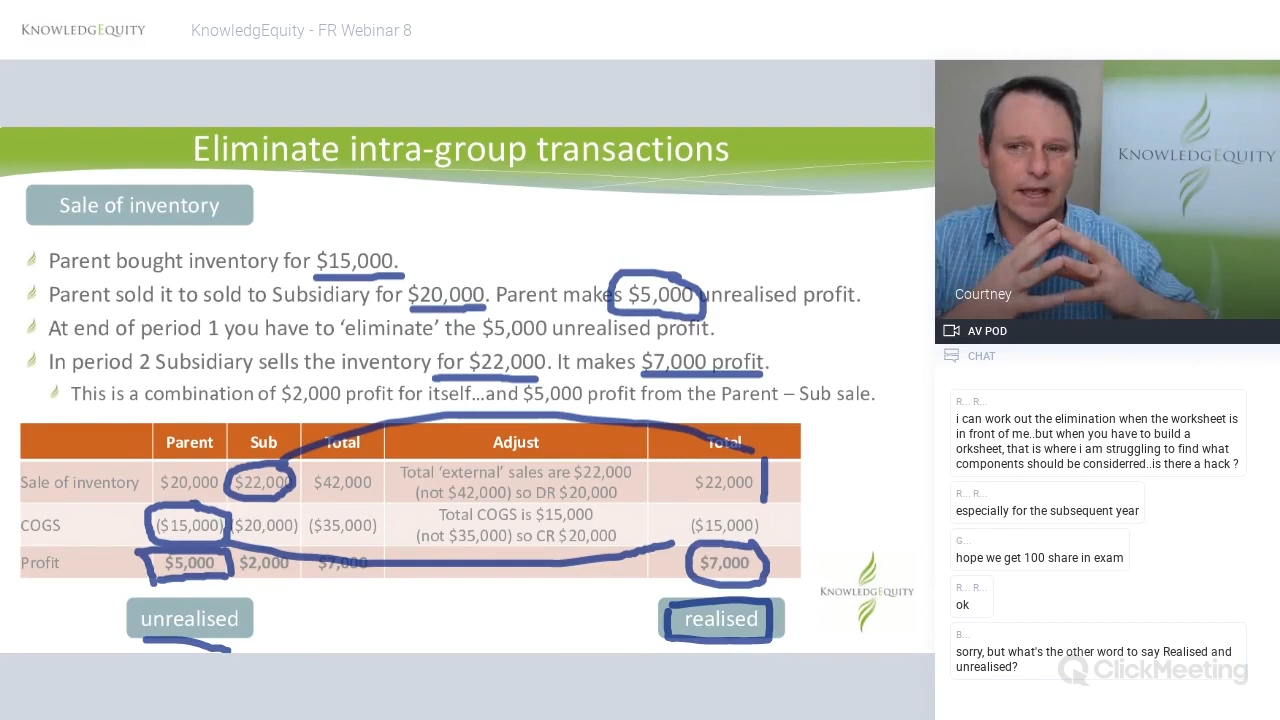 KNOWLEDGEQUITY
KnowledgEquity - FR Webinar 8
Eliminate intra-group transactions
Sale of inventory
Parent bought inventory for $15,000.
Parent sold it to sold to Subsidiary for $20,000. Parent makes $5,000 unrealised profit.
At end of period 1 you have to ‘eliminate’ the $5,000 unrealised profit.
In period 2 Subsidiary sells the inventory for $22,000. It makes $7,000 profit.
This is a combination of $2,000 profit for itself…and $5,000 profit from the Parent – Sub sale.
Parent Sub Total Adjust Total
Sale of inventory $20,000 $22,000 $42,000 Total ‘external’ sales are $22,000 (not $42,000) so DR $20,000 $22,000
COGS ($15,000) ($20,000) ($35,000) Total COGS is $15,000 (not $35,000) so CR $20,000 ($15,000)
Profit $5,000 $2,000 $7,000 $7,000
unrealised
realised
KNOWLEDGEQUITY
KNOWLEDGEQUITY
Courtney
AV POD
CHAT
R... R...
i can work out the elimination when the worksheet is
in front of me..but when you have to build a
orksheet, that is where i am struggling to find what
components should be considerred..is there a hack ?
R... R...
especially for the subsequent year
G...
hope we get 100 share in exam
R... R...
ok
B...
sorry, but what's the other word to say Realised and
unrealised?
ClickMeeting